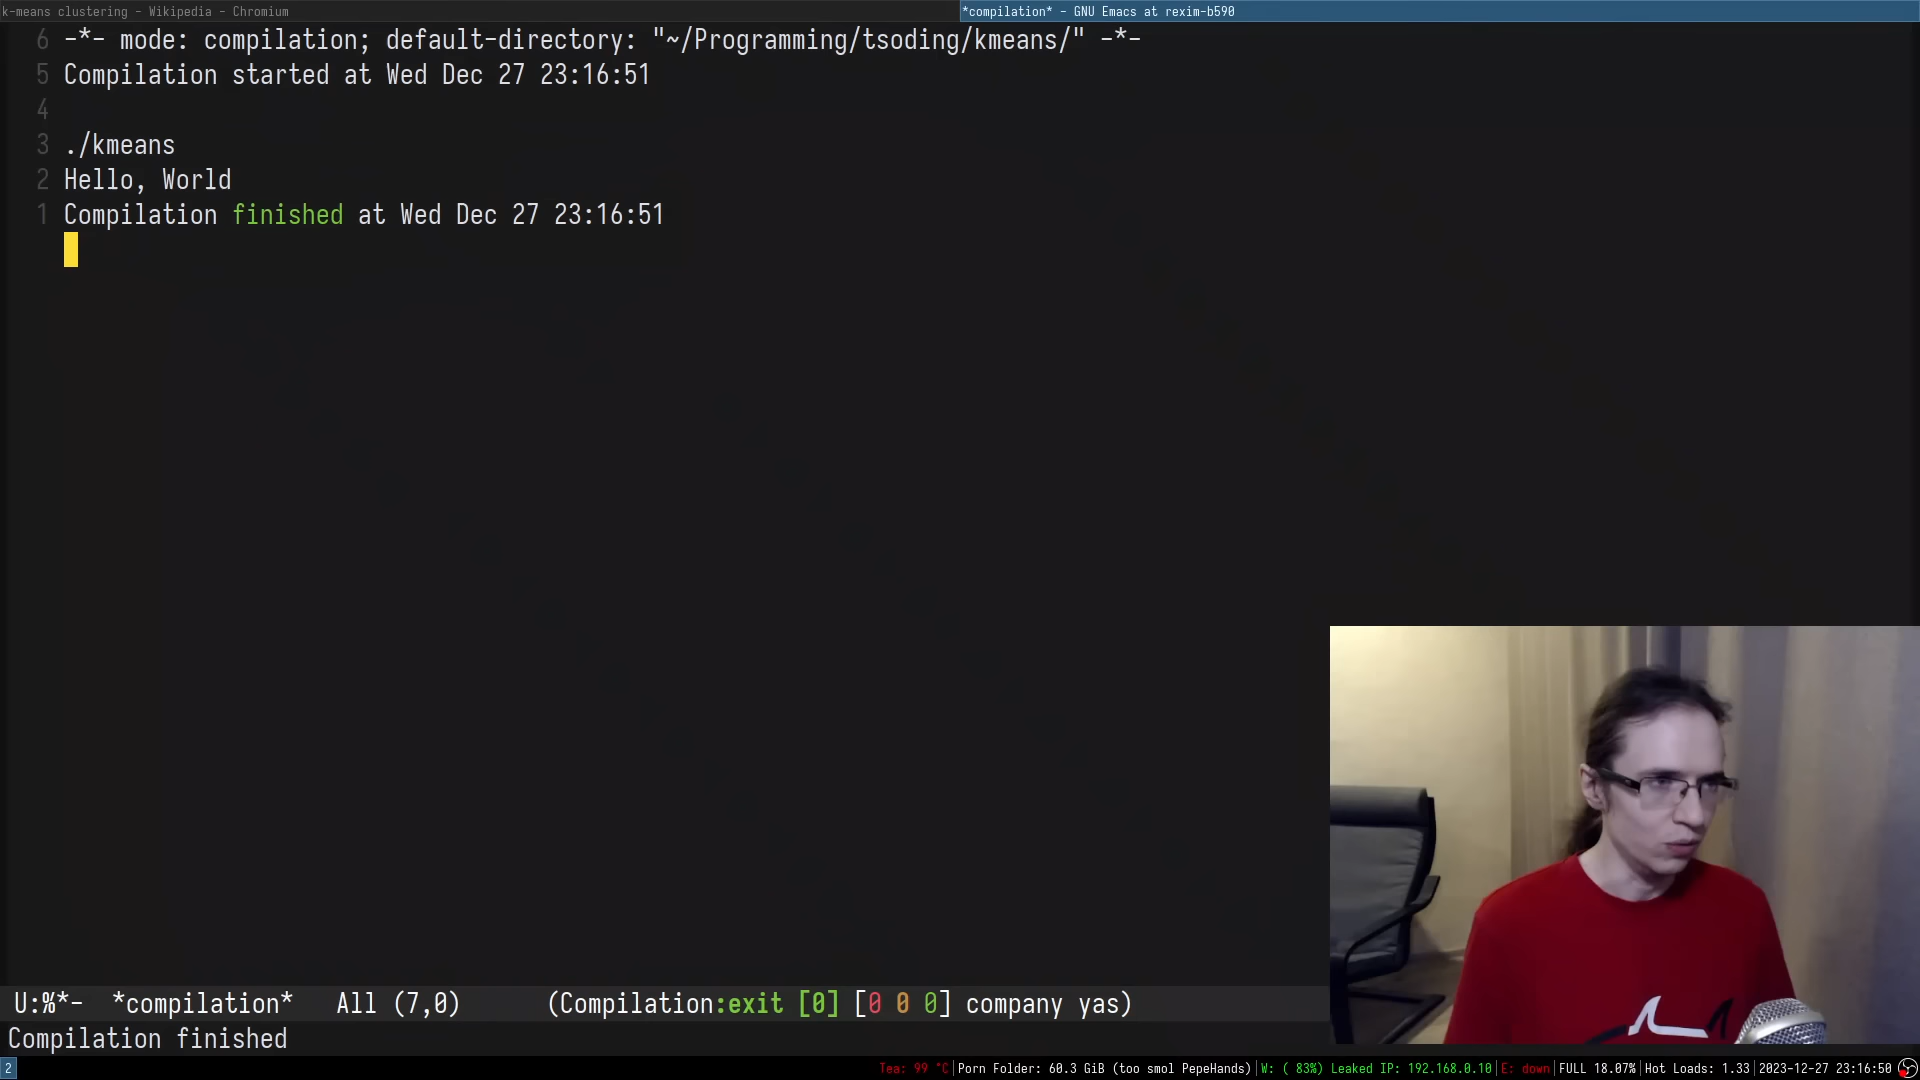 k-means clustering - Wikipedia - Chromium
*compilation* - GNU Emacs at rexim-b590
6 -*- mode: compilation; default-directory: "~/Programming/tsoding/kmeans/" -*-
5 Compilation started at Wed Dec 27 23:16:51
4
3 ./kmeans
2 Hello, World
1 Compilation finished at Wed Dec 27 23:16:51
U:%*-  *compilation*   All (7,0)      (Compilation:exit [0] [0 0 0] company yas)
Compilation finished
2
Tea: 99 °C|Porn Folder: 60.3 GiB (too smol PepeHands)|W: ( 83%) Leaked IP: 192.168.0.10|E: down|FULL 18.07%|Hot Loads: 1.33|2023-12-27 23:16:50